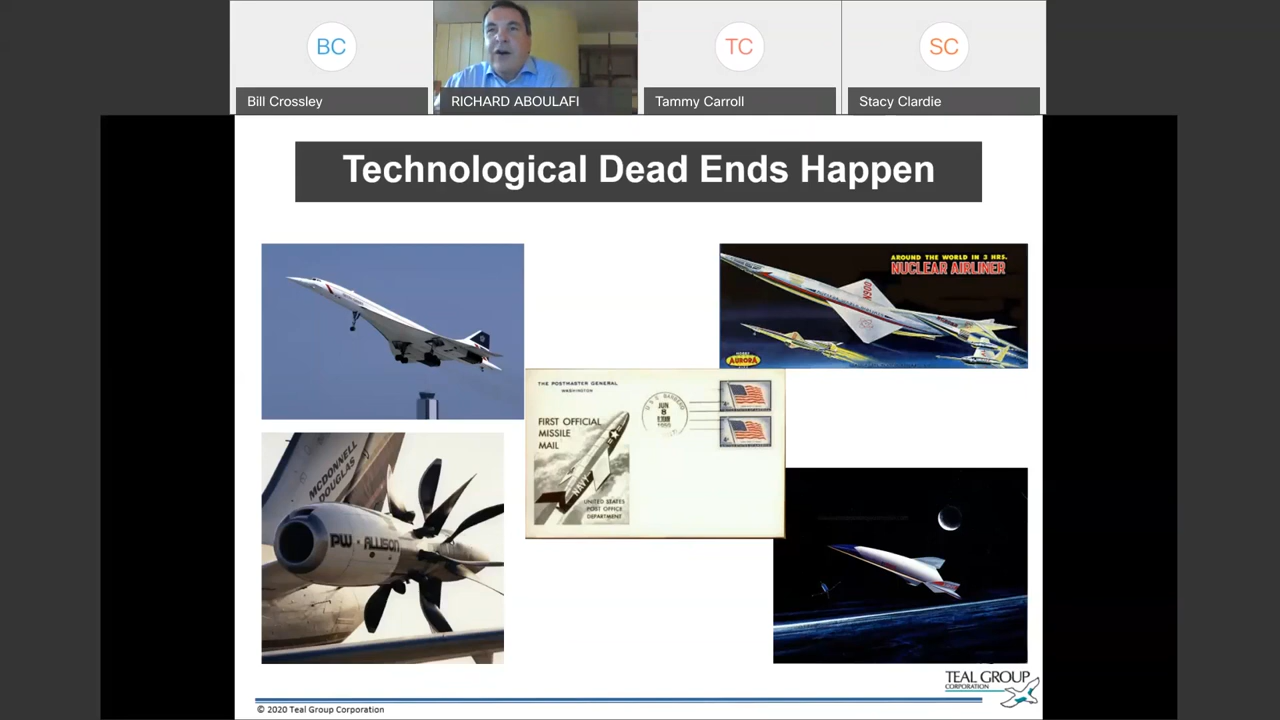 BC
TC
SC
Bill Crossley
RICHARD ABOULAFI
Tammy Carroll
Stacy Clardie
Technological Dead Ends Happen
AROUND THE WORLD IN 3 HRS.
NUCLEAR AIRLINER
N900
AURORA
THE POSTMASTER GENERAL
WASHINGTON
FIRST OFFICIAL
MISSILE
MAIL
JUN
8
1959
NAVY
UNITED STATES
POST OFFICE
DEPARTMENT
MCDONNELL
DOUGLAS
PW - ALLISON
TEAL GROUP
CORPORATION
© 2020 Teal Group Corporation